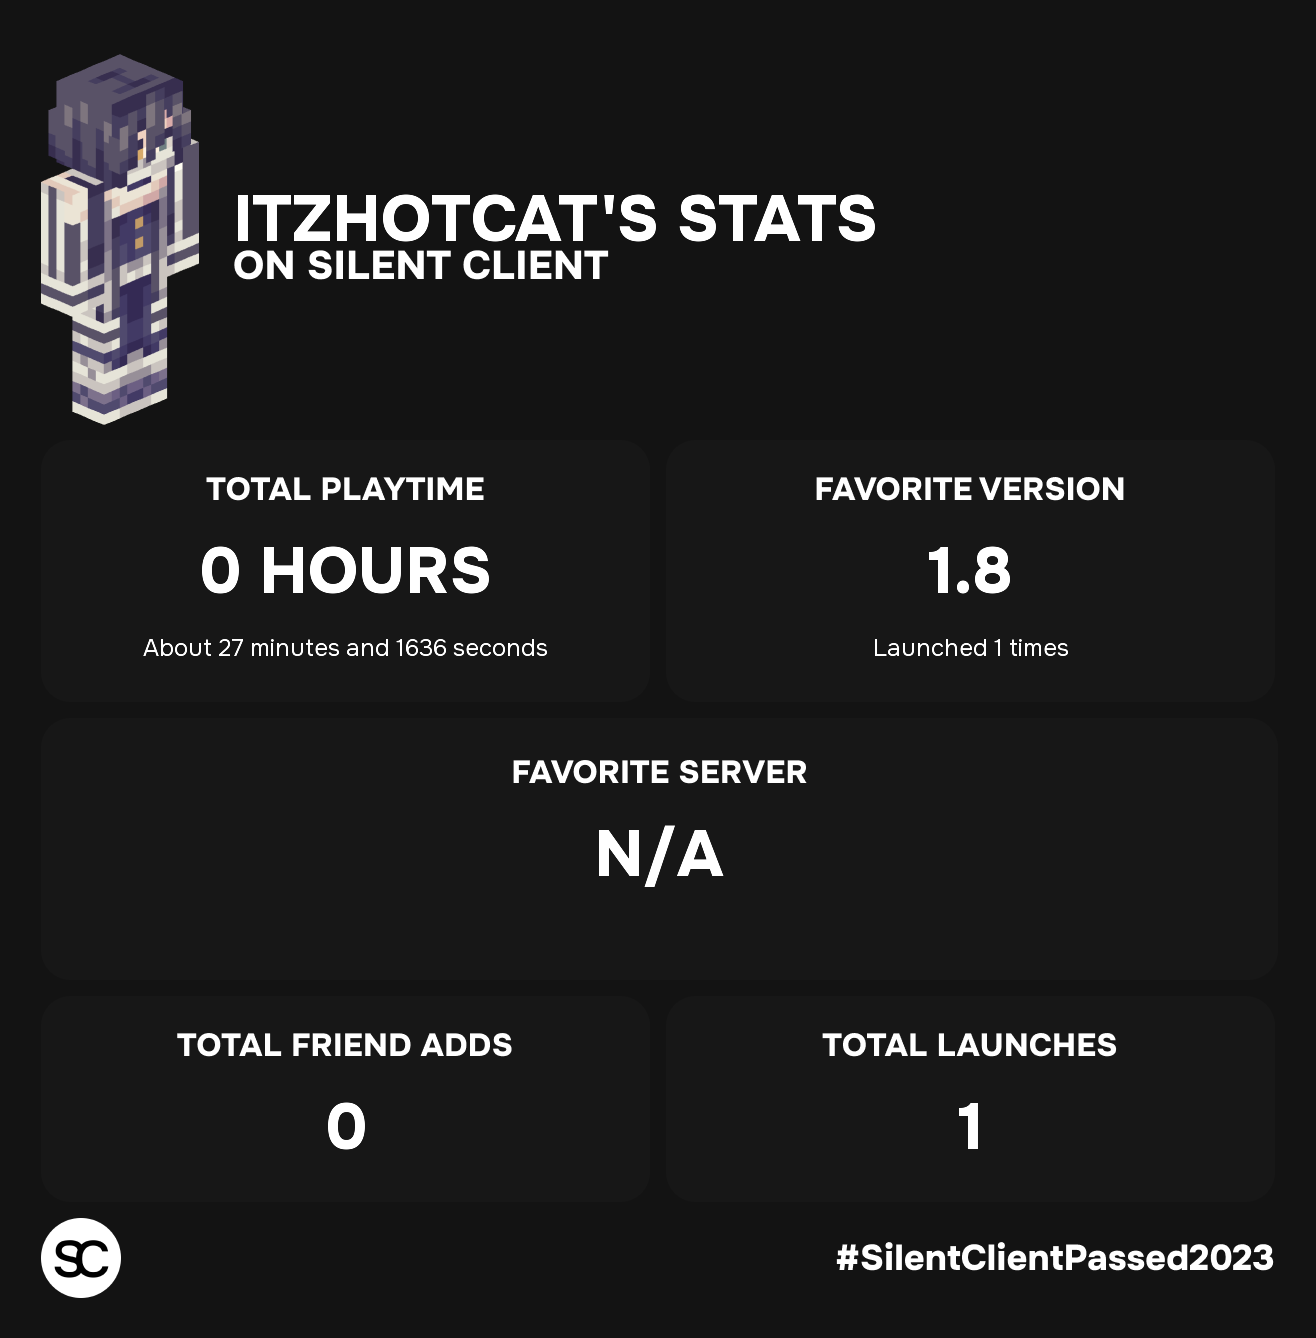 ITZHOTCAT'S STATS
ON SILENT CLIENT
TOTAL PLAYTIME
0 HOURS
About 27 minutes and 1636 seconds
FAVORITE VERSION
1.8
Launched 1 times
FAVORITE SERVER
N/A
TOTAL FRIEND ADDS
0
TOTAL LAUNCHES
1
SC
#SilentClientPassed2023